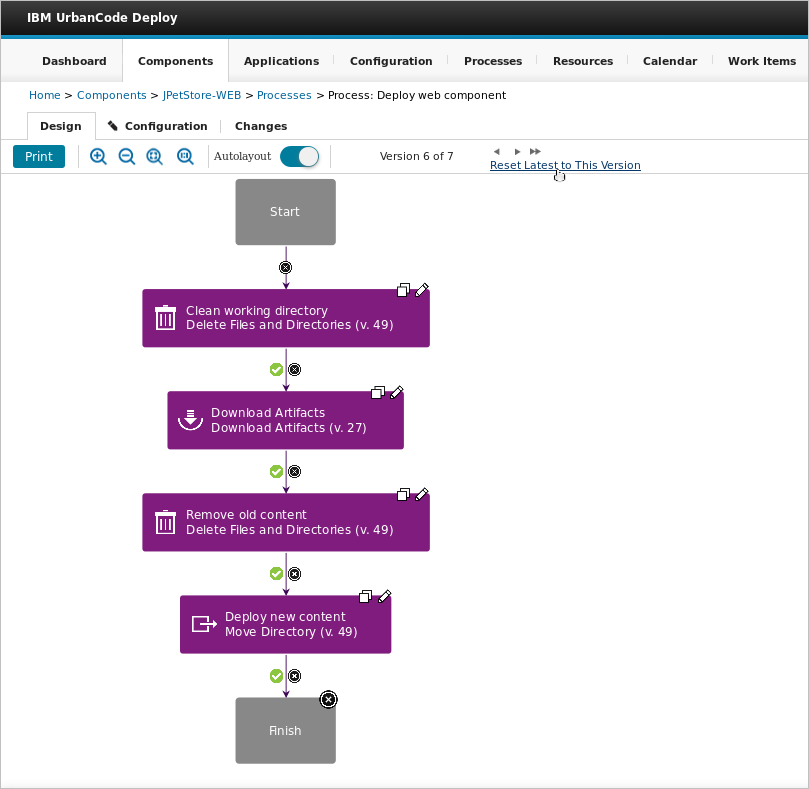 IBM UrbanCode Deploy
Dashboard Components Applications Configuration Processes Resources Calendar Work Items
Home > Components > JPetStore-WEB > Processes > Process: Deploy web component
Design Configuration Changes
Print Autolayout Version 6 of 7
Reset Latest to This Version
Start
Clean working directory
Delete Files and Directories (v. 49)
Download Artifacts
Download Artifacts (v. 27)
Remove old content
Delete Files and Directories (v. 49)
Deploy new content
Move Directory (v. 49)
Finish